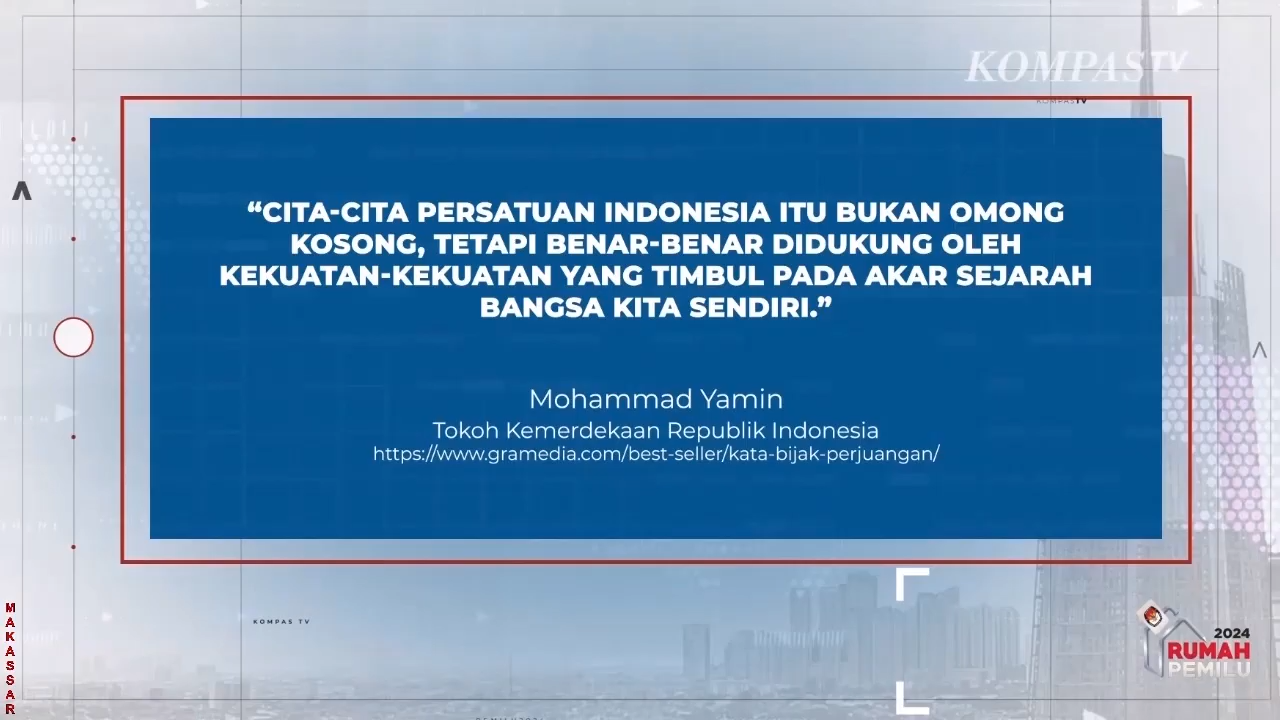 KOMPASTV
KOMPASTV
“CITA-CITA PERSATUAN INDONESIA ITU BUKAN OMONG
KOSONG, TETAPI BENAR-BENAR DIDUKUNG OLEH
KEKUATAN-KEKUATAN YANG TIMBUL PADA AKAR SEJARAH
BANGSA KITA SENDIRI.”
Mohammad Yamin
Tokoh Kemerdekaan Republik Indonesia
https://www.gramedia.com/best-seller/kata-bijak-perjuangan/
MAKASSAR
KOMPAS TV
2024
RUMAH
PEMILU